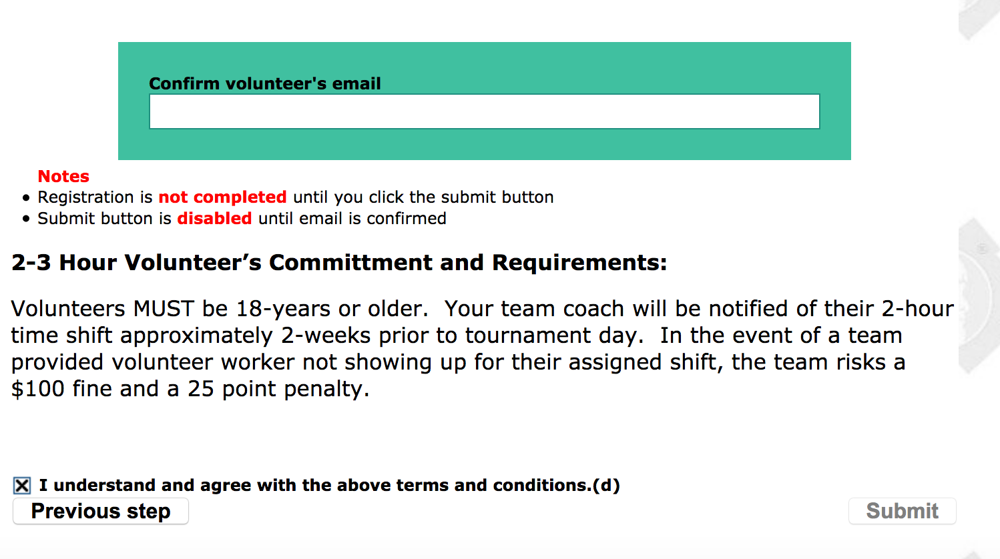 Confirm volunteer's email
Notes
• Registration is not completed until you click the submit button
• Submit button is disabled until email is confirmed
2-3 Hour Volunteer’s Committment and Requirements:
Volunteers MUST be 18-years or older.  Your team coach will be notified of their 2-hour
time shift approximately 2-weeks prior to tournament day.  In the event of a team
provided volunteer worker not showing up for their assigned shift, the team risks a
$100 fine and a 25 point penalty.
I understand and agree with the above terms and conditions.(d)
Previous step
Submit